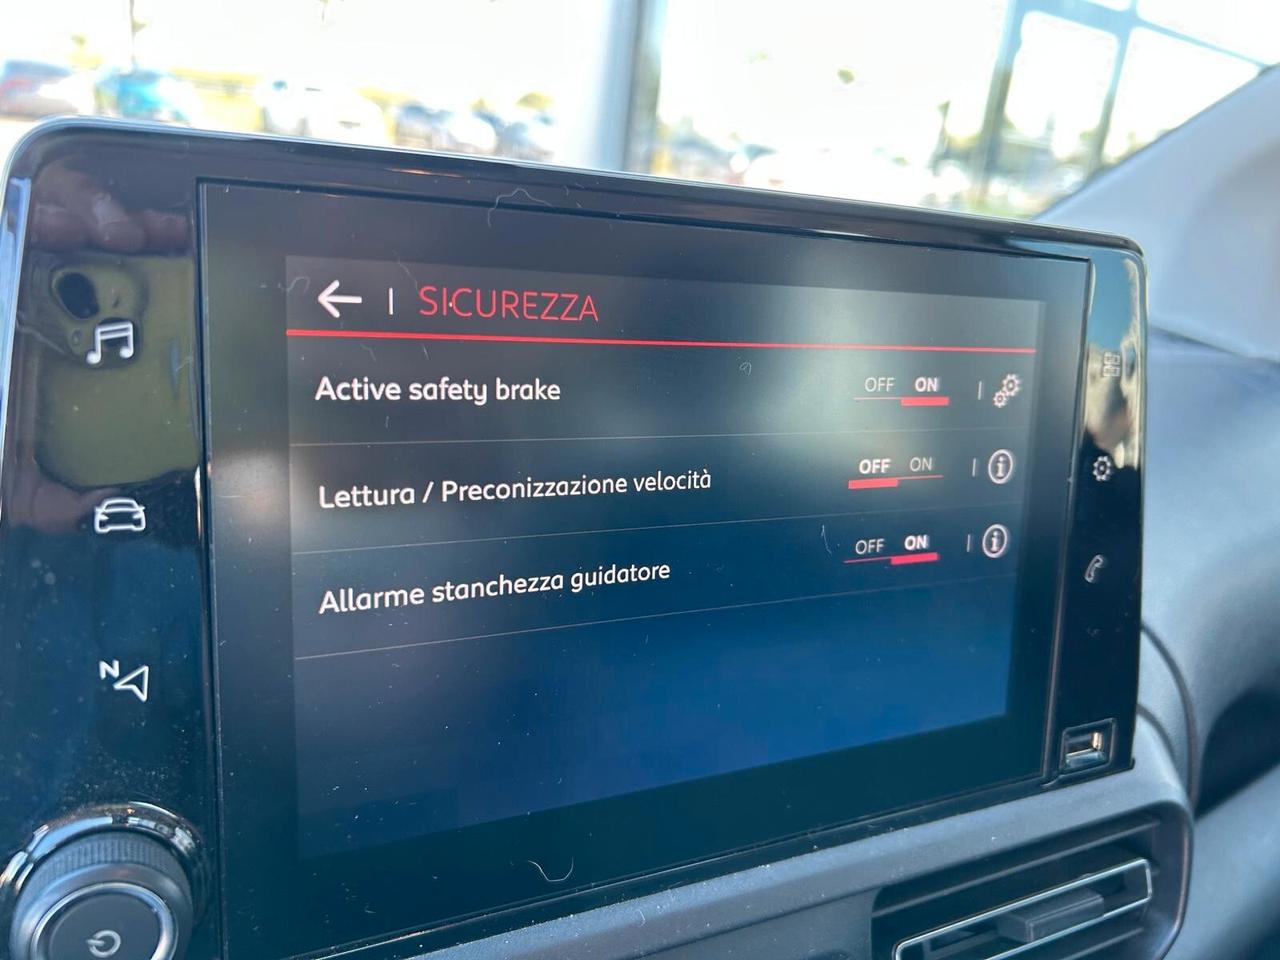 SICUREZZA
Active safety brake OFF ON
Lettura / Preconizzazione velocità OFF ON
Allarme stanchezza guidatore OFF ON
N